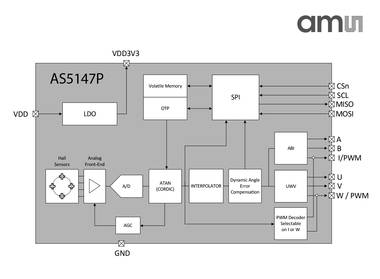 amu
VDD3V3
AS5147P
VDD
LDO
Volatile Memory
OTP
SPI
CSn
SCL
MISO
MOSI
Hall
Sensors
Analog
Front-End
A/D
ATAN
(CORDIC)
INTERPOLATOR
Dynamic Angle
Error
Compensation
ABI
UVW
PWM Decoder
Selectable
on I or W
A
B
I/PWM
U
V
W / PWM
AGC
GND